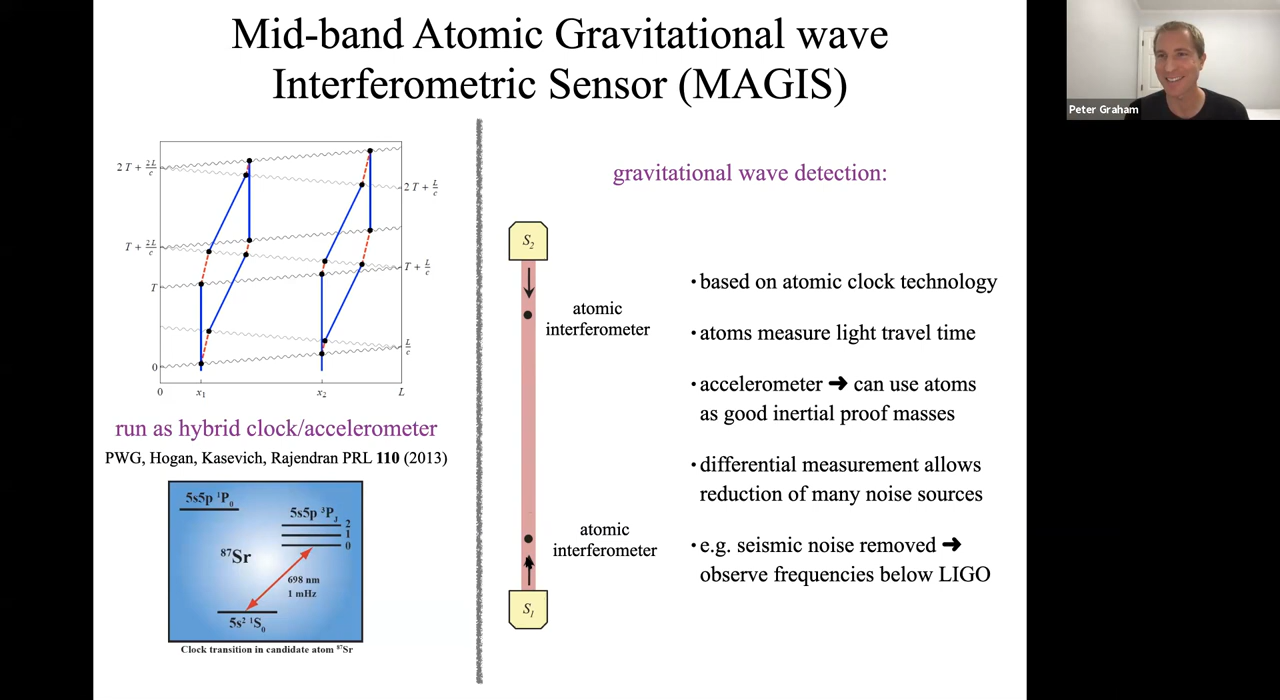 Mid-band Atomic Gravitational wave
Interferometric Sensor (MAGIS)
Peter Graham
2T + 2L/c
T + 2L/c
T
0
2T + L/c
T + L/c
L/c
0
x₁
x₂
L
run as hybrid clock/accelerometer
PWG, Hogan, Kasevich, Rajendran PRL 110 (2013)
5s5p ¹P₀
5s5p ³P_J
2
1
0
⁸⁷Sr
698 nm
1 mHz
5s² ¹S₀
Clock transition in candidate atom ⁸⁷Sr
gravitational wave detection:
S₂
atomic
interferometer
atomic
interferometer
S₁
• based on atomic clock technology
• atoms measure light travel time
• accelerometer ➔ can use atoms
as good inertial proof masses
• differential measurement allows
reduction of many noise sources
• e.g. seismic noise removed ➔
observe frequencies below LIGO